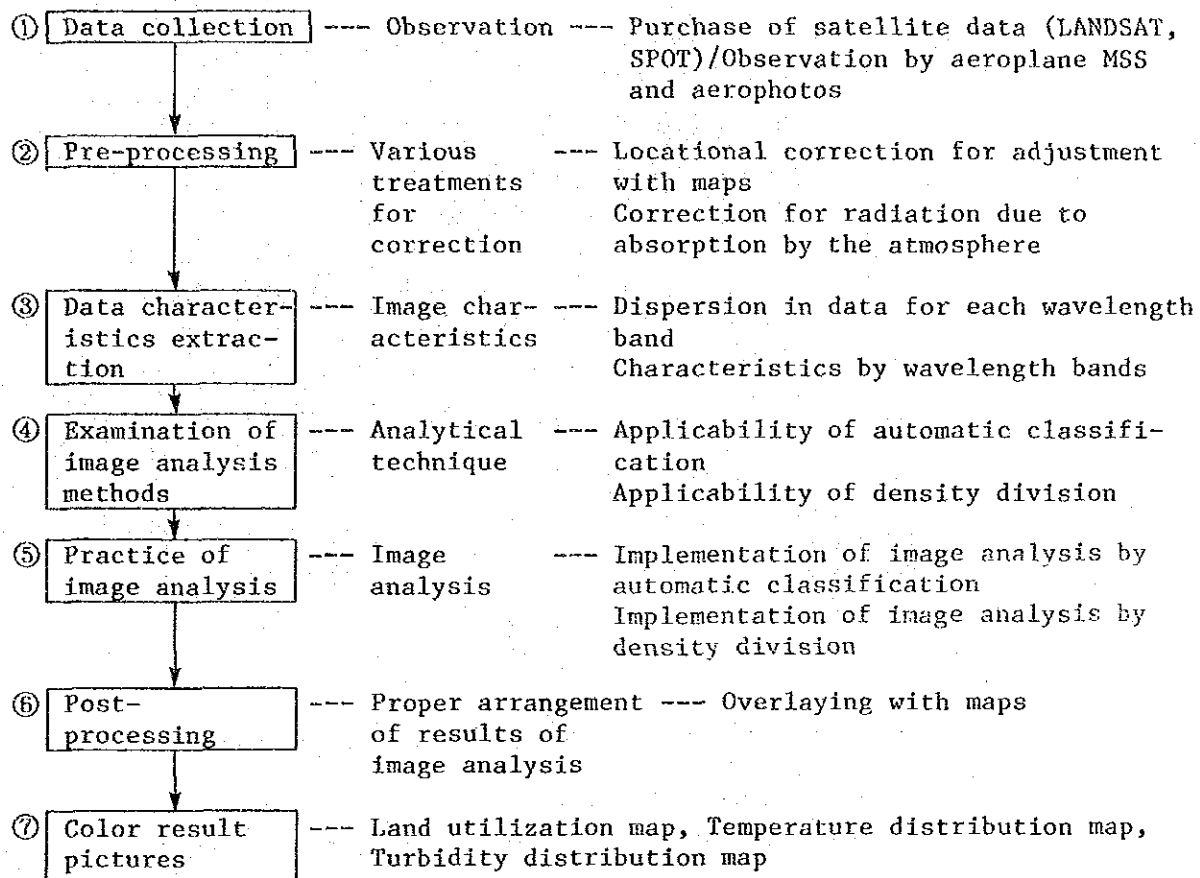 ① Data collection --- Observation --- Purchase of satellite data (LANDSAT,
SPOT)/Observation by aeroplane MSS
and aerophotos
② Pre-processing --- Various --- Locational correction for adjustment
treatments with maps
for Correction for radiation due to
correction absorption by the atmosphere
③ Data character- --- Image char- --- Dispersion in data for each wavelength
istics extrac- acteristics band
tion Characteristics by wavelength bands
④ Examination of --- Analytical --- Applicability of automatic classifi-
image analysis technique cation
methods Applicability of density division
⑤ Practice of --- Image --- Implementation of image analysis by
image analysis analysis automatic classification
Implementation of image analysis by
density division
⑥ Post- --- Proper arrangement --- Overlaying with maps
processing of results of
image analysis
⑦ Color result --- Land utilization map, Temperature distribution map,
pictures Turbidity distribution map